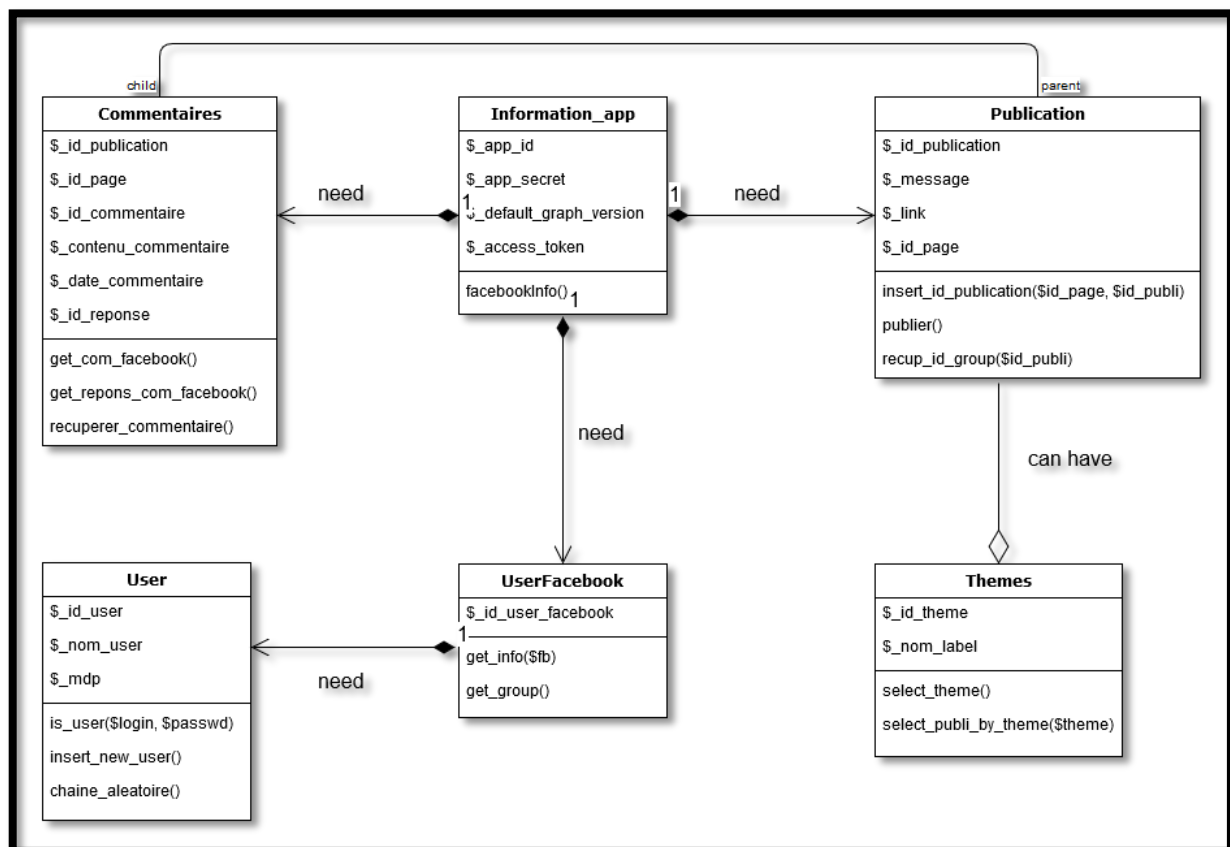 child
parent
Commentaires
$_id_publication
$_id_page
$_id_commentaire
$_contenu_commentaire
$_date_commentaire
$_id_reponse
get_com_facebook()
get_repons_com_facebook()
recuperer_commentaire()
need
1
Information_app
$_app_id
$_app_secret
$_default_graph_version
$_access_token
facebookInfo()
1
1
need
Publication
$_id_publication
$_message
$_link
$_id_page
insert_id_publication($id_page, $id_publi)
publier()
recup_id_group($id_publi)
need
can have
User
$_id_user
$_nom_user
$_mdp
is_user($login, $passwd)
insert_new_user()
chaine_aleatoire()
need
1
UserFacebook
$_id_user_facebook
get_info($fb)
get_group()
Themes
$_id_theme
$_nom_label
select_theme()
select_publi_by_theme($theme)